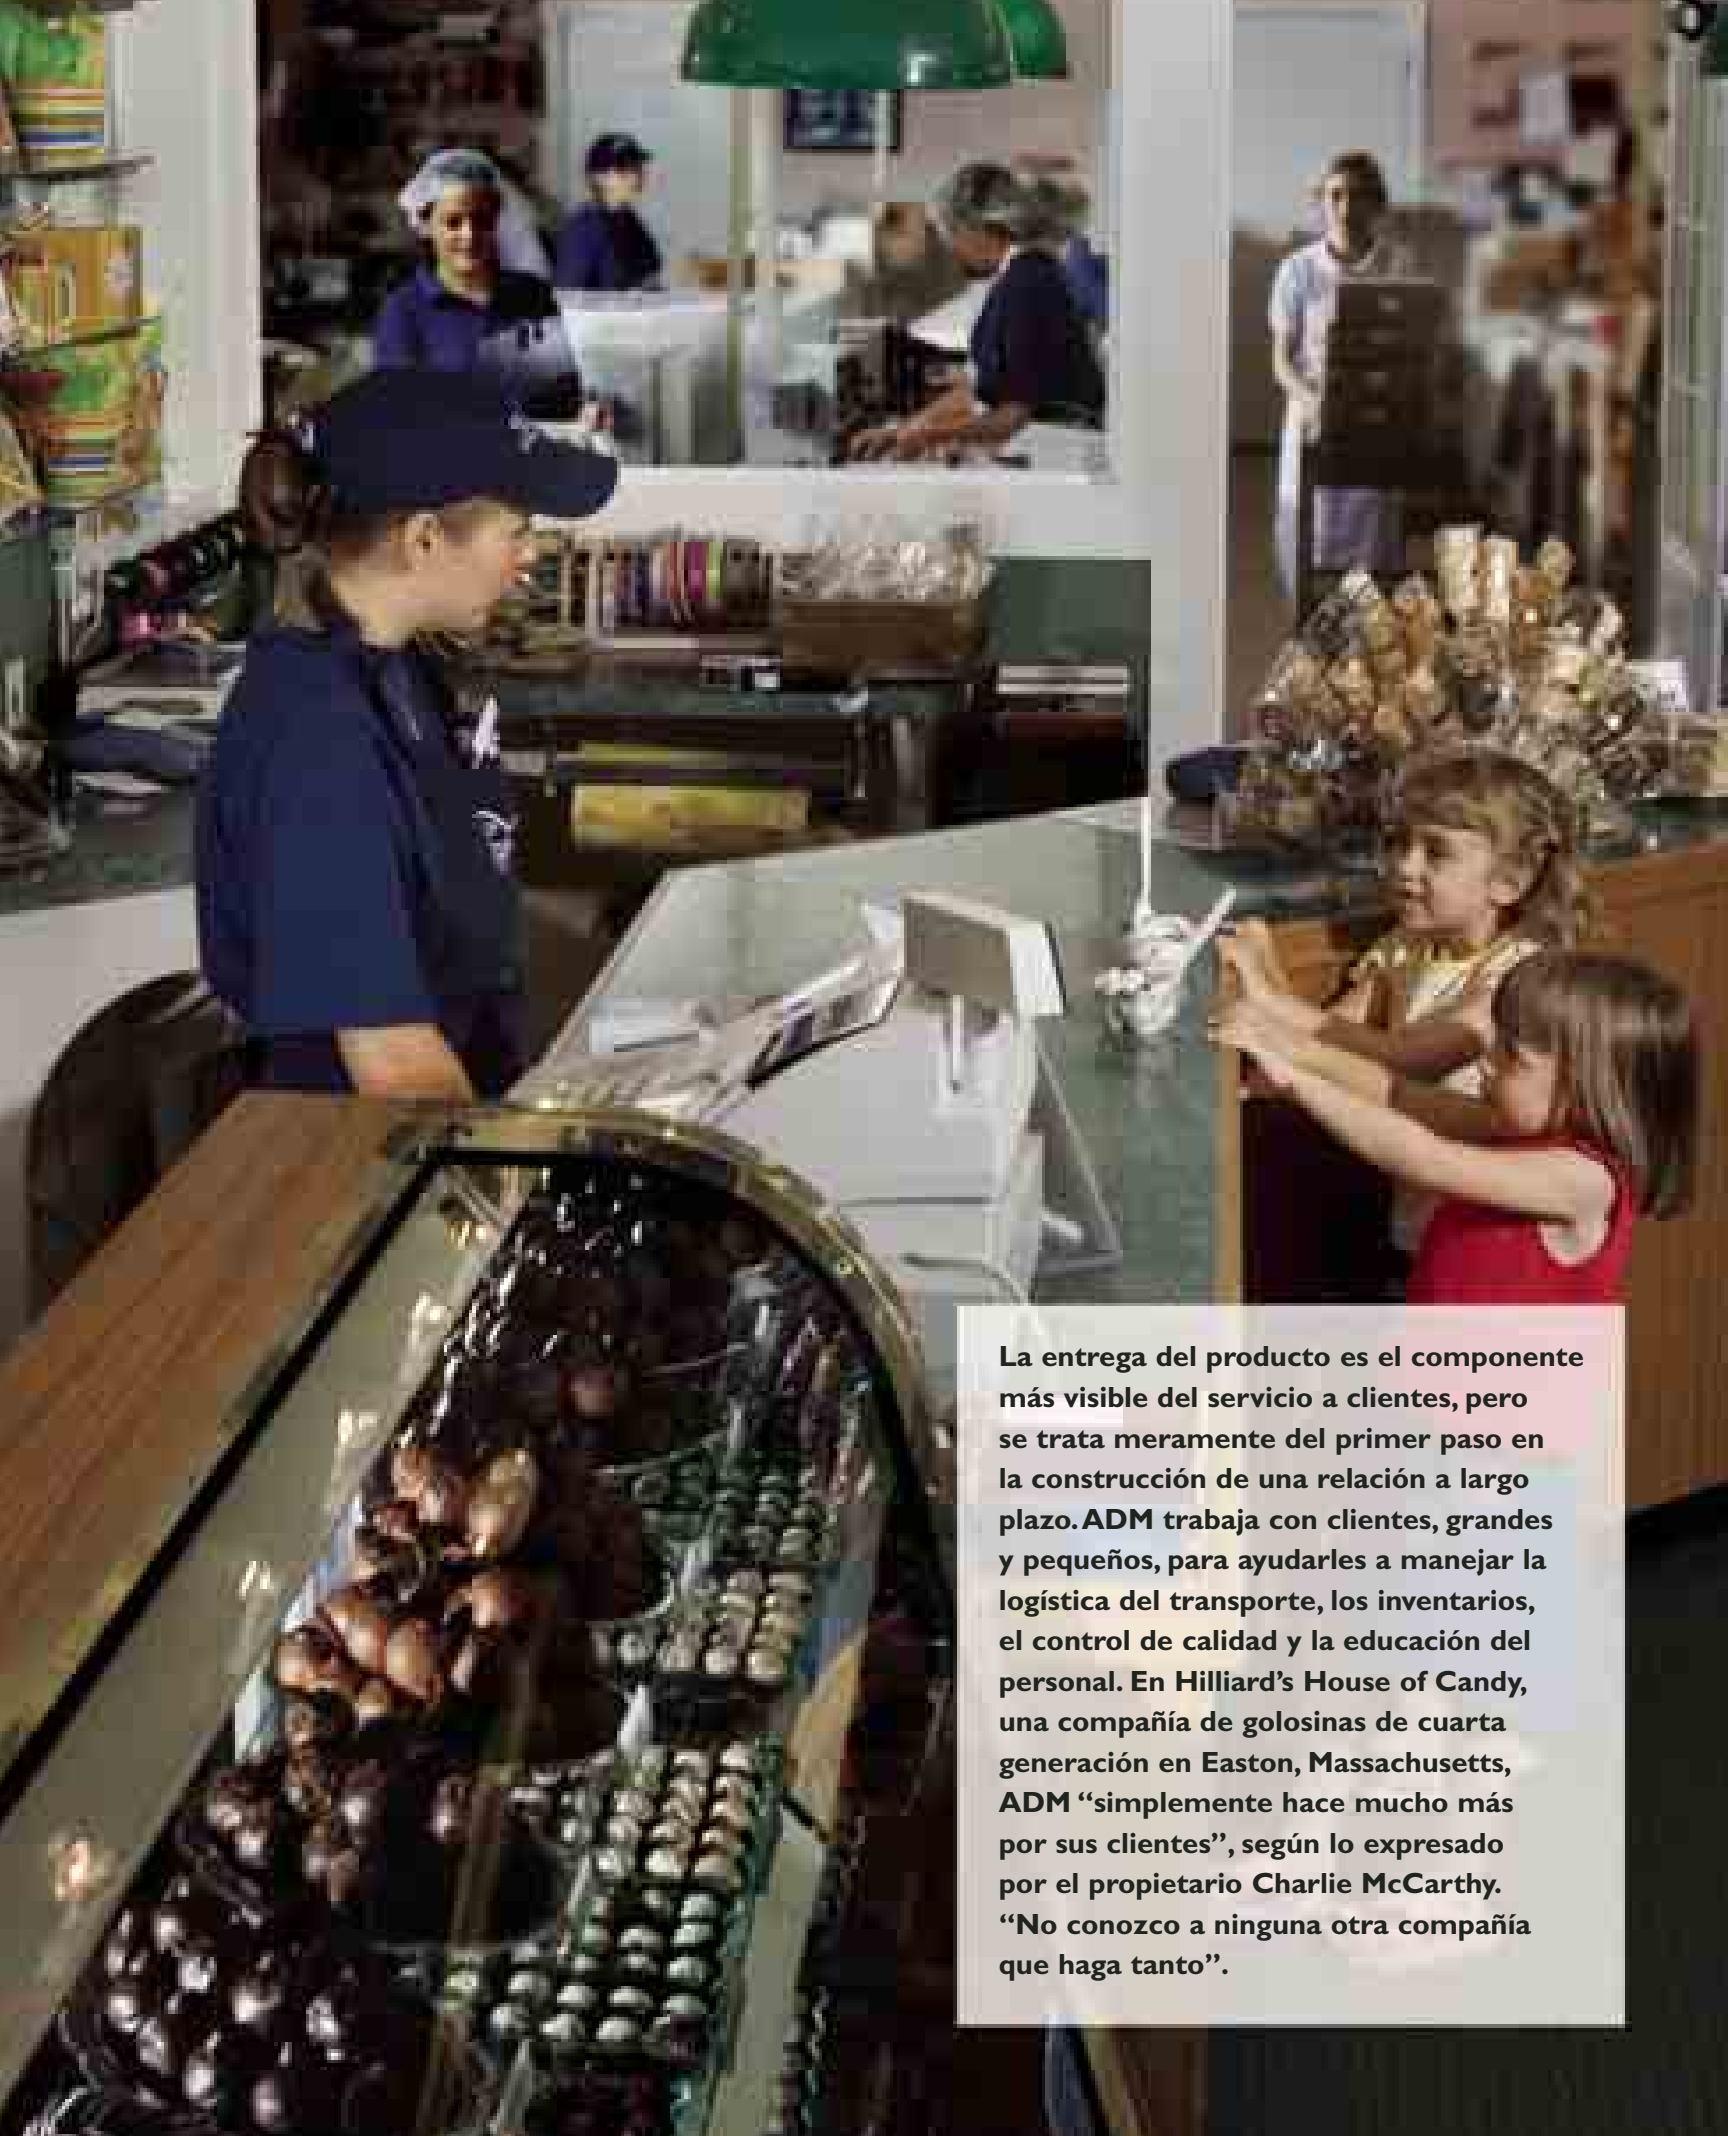 La entrega del producto es el componente
más visible del servicio a clientes, pero
se trata meramente del primer paso en
la construcción de una relación a largo
plazo. ADM trabaja con clientes, grandes
y pequeños, para ayudarles a manejar la
logística del transporte, los inventarios,
el control de calidad y la educación del
personal. En Hilliard’s House of Candy,
una compañía de golosinas de cuarta
generación en Easton, Massachusetts,
ADM “simplemente hace mucho más
por sus clientes”, según lo expresado
por el propietario Charlie McCarthy.
“No conozco a ninguna otra compañía
que haga tanto”.